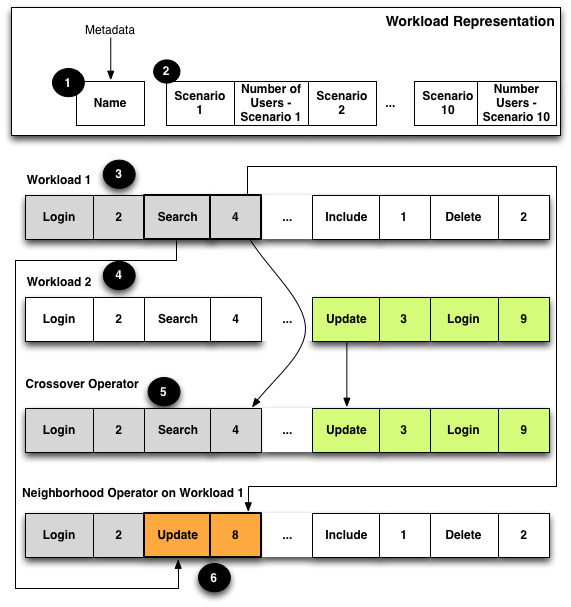 Workload Representation
Metadata
1
2
Name
Scenario
1
Number of
Users -
Scenario 1
Scenario
2
...
Scenario
10
Number
Users -
Scenario 10
Workload 1
3
Login 2 Search 4 ... Include 1 Delete 2
Workload 2
4
Login 2 Search 4 ... Update 3 Login 9
Crossover Operator
5
Login 2 Search 4 ... Update 3 Login 9
Neighborhood Operator on Workload 1
Login 2 Update 8 ... Include 1 Delete 2
6